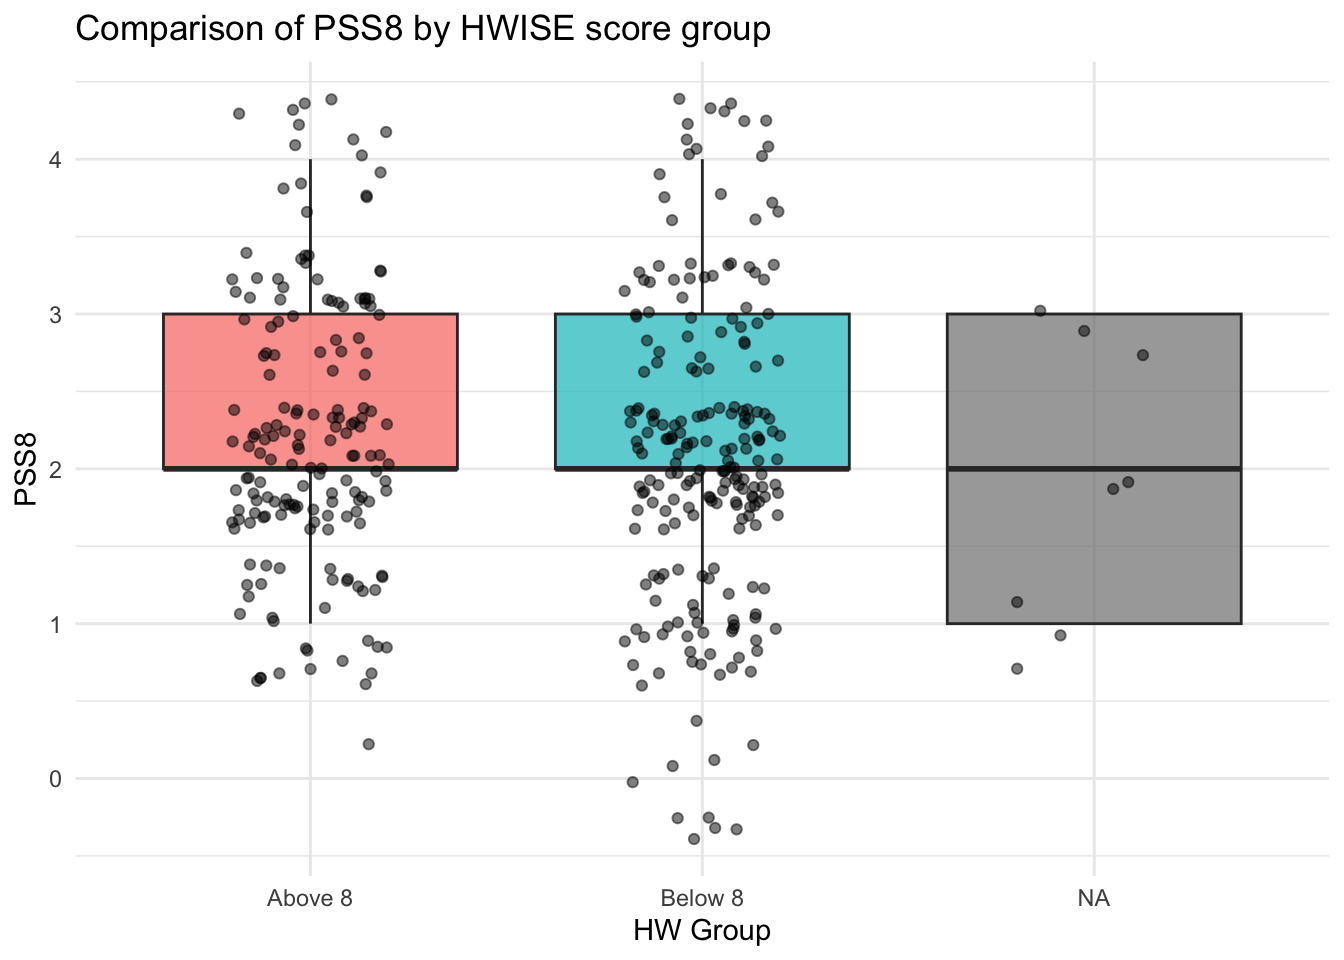 Comparison of PSS8 by HWISE score group
4
3
2
1
0
PSS8
Above 8
Below 8
NA
HW Group